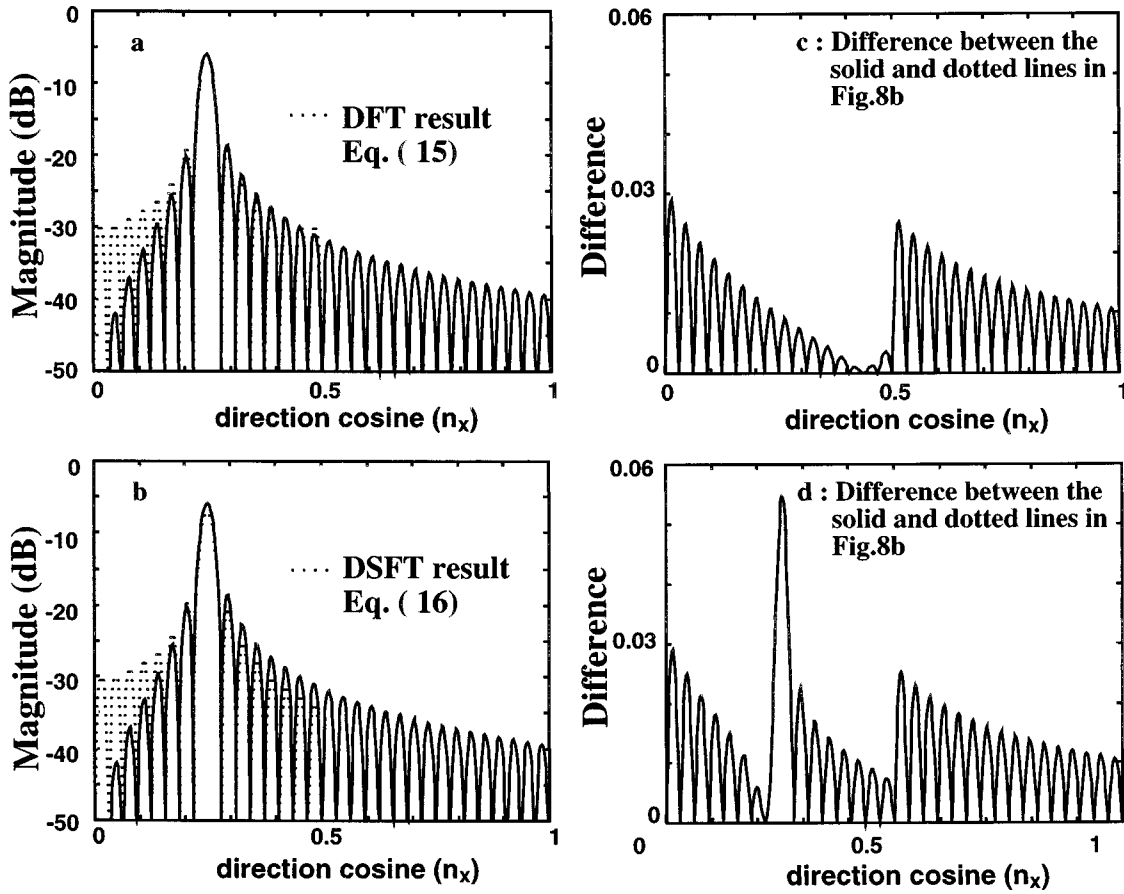 a
0
-10
-20
-30
-40
-50
Magnitude (dB)
DFT result
Eq. ( 15)
0
0.5
1
direction cosine (nx)
c : Difference between the
solid and dotted lines in
Fig.8b
0.06
0.03
0
Difference
0
0.5
1
direction cosine (nx)
b
0
-10
-20
-30
-40
-50
Magnitude (dB)
DSFT result
Eq. ( 16)
0
0.5
1
direction cosine (nx)
d : Difference between the
solid and dotted lines in
Fig.8b
0.06
0.03
0
Difference
0
0.5
1
direction cosine (nx)